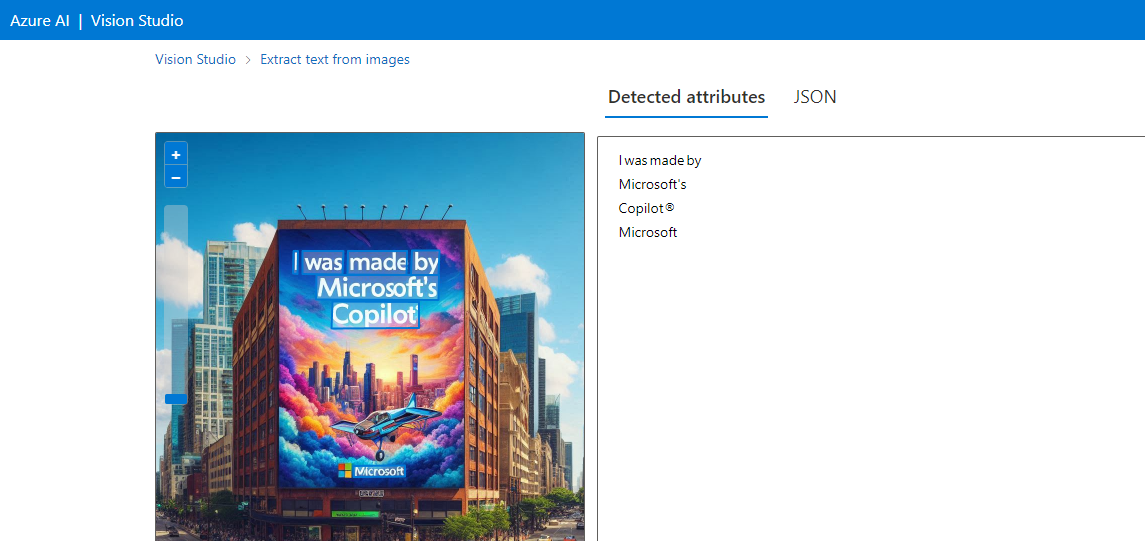 Azure AI | Vision Studio
Vision Studio > Extract text from images
Detected attributes JSON
+
−
I was made by
Microsoft's
Copilot
Microsoft
I was made by
Microsoft's
Copilot®
Microsoft